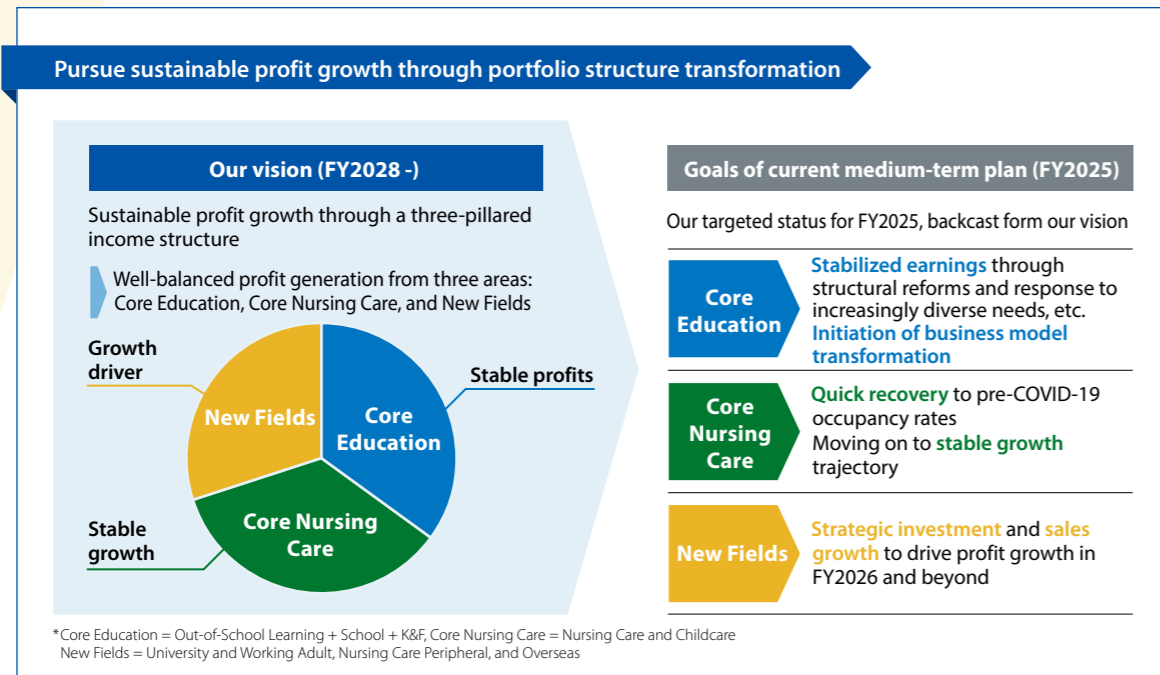 Pursue sustainable profit growth through portfolio structure transformation
Our vision (FY2028 -)
Sustainable profit growth through a three-pillared
income structure
Well-balanced profit generation from three areas:
Core Education, Core Nursing Care, and New Fields
Growth
driver
Stable profits
New Fields
Core
Education
Core Nursing
Care
Stable
growth
Goals of current medium-term plan (FY2025)
Our targeted status for FY2025, backcast form our vision
Core
Education
Stabilized earnings through
structural reforms and response to
increasingly diverse needs, etc.
Initiation of business model
transformation
Core
Nursing
Care
Quick recovery to pre-COVID-19
occupancy rates
Moving on to stable growth
trajectory
New Fields
Strategic investment and sales
growth to drive profit growth in
FY2026 and beyond
*Core Education = Out-of-School Learning + School + K&F, Core Nursing Care = Nursing Care and Childcare
New Fields = University and Working Adult, Nursing Care Peripheral, and Overseas